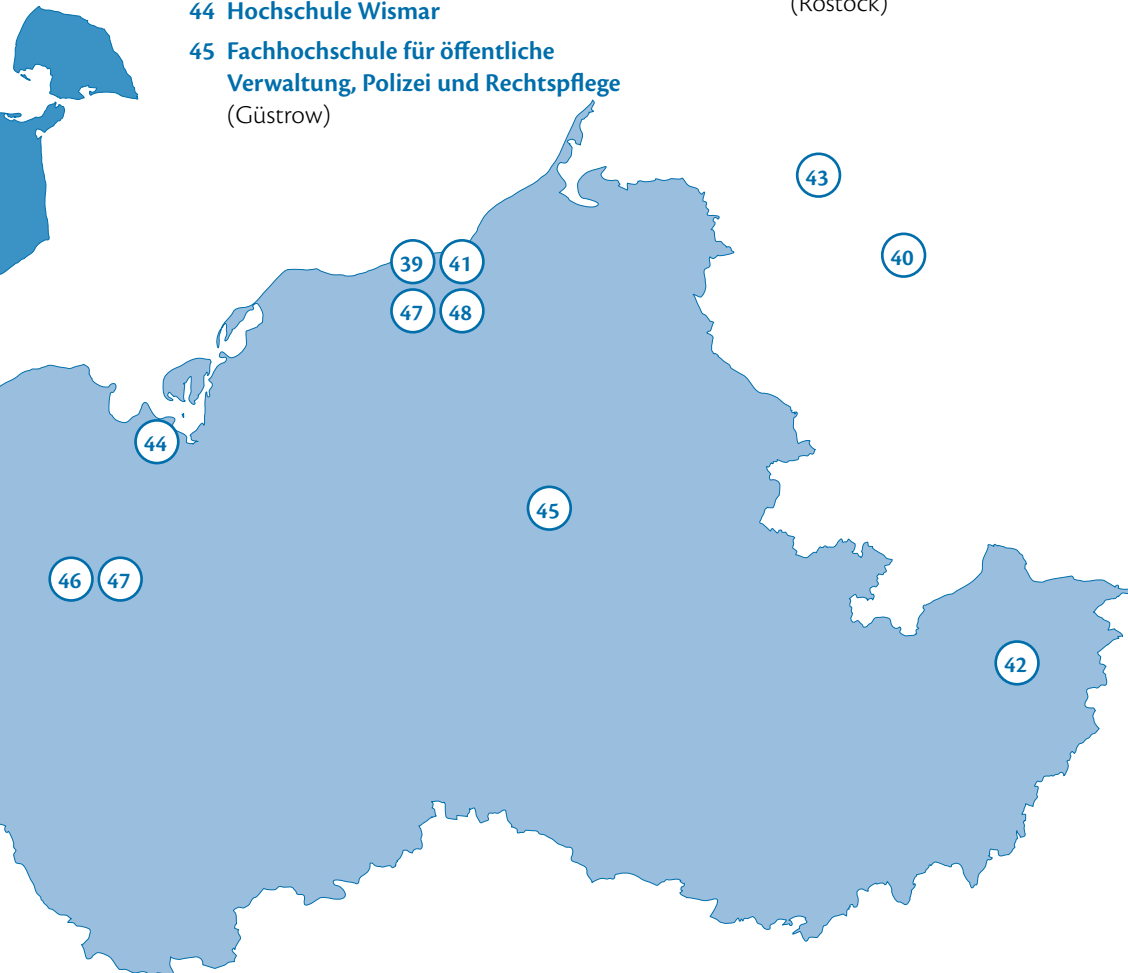 44 Hochschule Wismar
45 Fachhochschule für öffentliche
Verwaltung, Polizei und Rechtspflege
(Güstrow)
(Rostock)
43
40
39 41
47 48
44
45
46 47
42